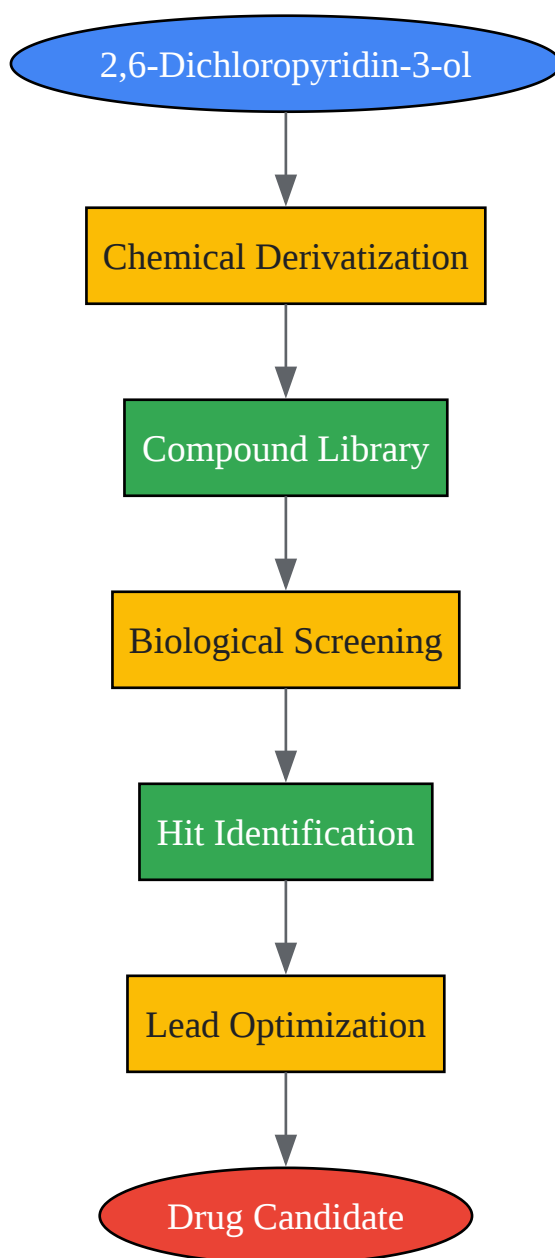 2,6-Dichloropyridin-3-ol
Chemical Derivatization
Compound Library
Biological Screening
Hit Identification
Lead Optimization
Drug Candidate